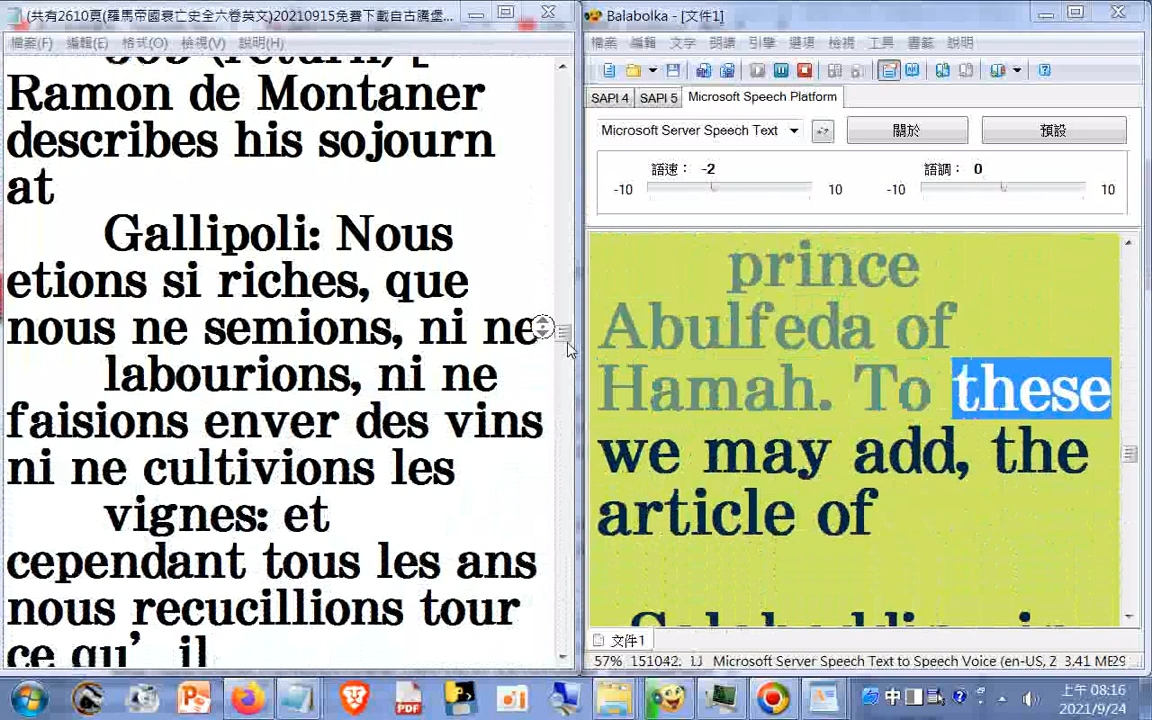 (共有2610頁(羅馬帝國衰亡史全六卷英文)20210915免費下載自古騰堡...
檔案(F) 編輯(E) 格式(O) 檢視(V) 說明(H)
Ramon de Montaner
describes his sojourn
at
Gallipoli: Nous
etions si riches, que
nous ne semions, ni ne
labourions, ni ne
faisions enver des vins
ni ne cultivions les
vignes: et
cependant tous les ans
nous recucillions tour
ce qu’ il
Balabolka - [文件1]
檔案 編輯 文字 朗讀 引擎 選項 檢視 工具 書籤 說明
SAPI 4 SAPI 5 Microsoft Speech Platform
Microsoft Server Speech Text 關於 預設
語速： -2 語調： 0
-10 10 -10 10
prince
Abulfeda of
Hamah. To these
we may add, the
article of
文件1
57% Microsoft Server Speech Text to Speech Voice (en-US, Z
中
上午 08:16
2021/9/24